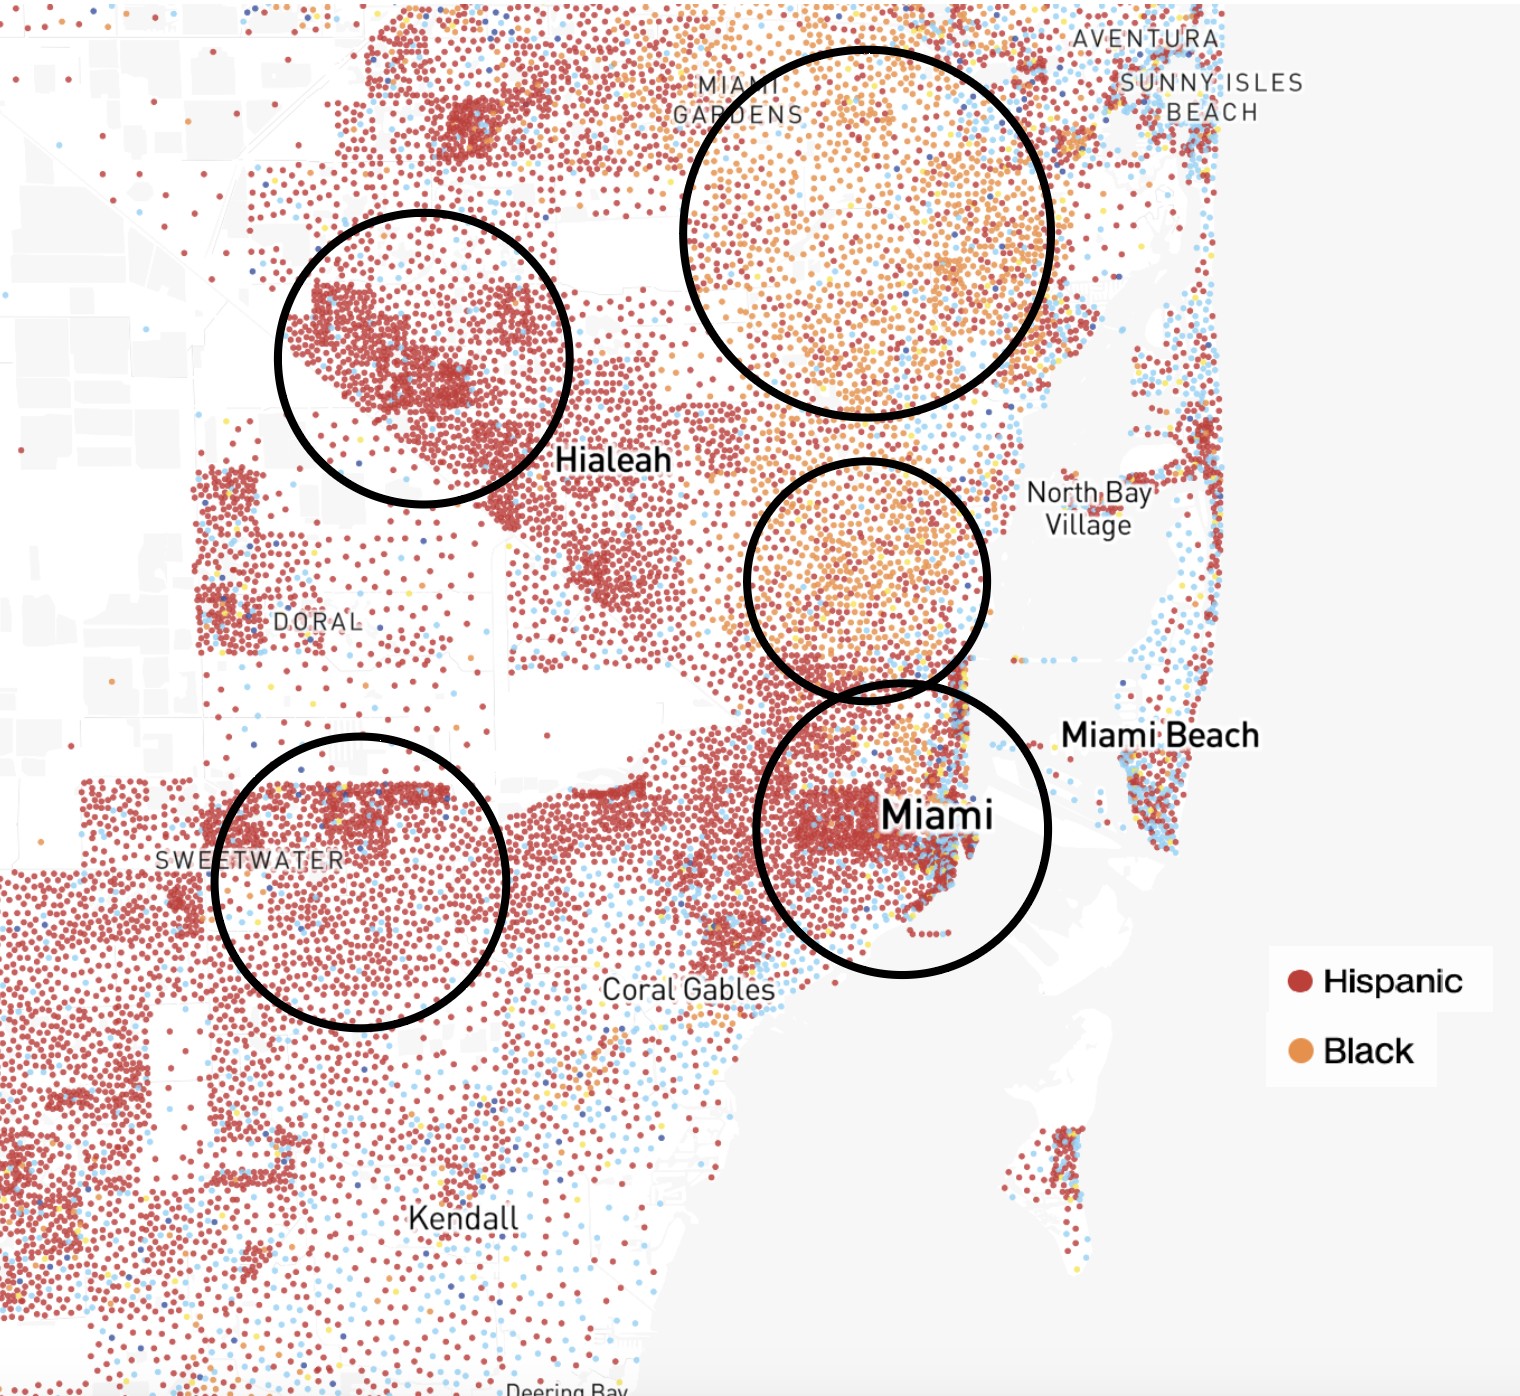 AVENTURA
MIAMI
GARDENS
SUNNY ISLES
BEACH
Hialeah
North Bay
Village
DORAL
Miami Beach
Miami
SWEETWATER
Coral Gables
Hispanic
Black
Kendall
Deering Bay